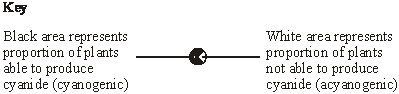 Key
Black area represents
proportion of plants
able to produce
cyanide (cyanogenic)
White area represents
proportion of plants
not able to produce
cyanide (acyanogenic)